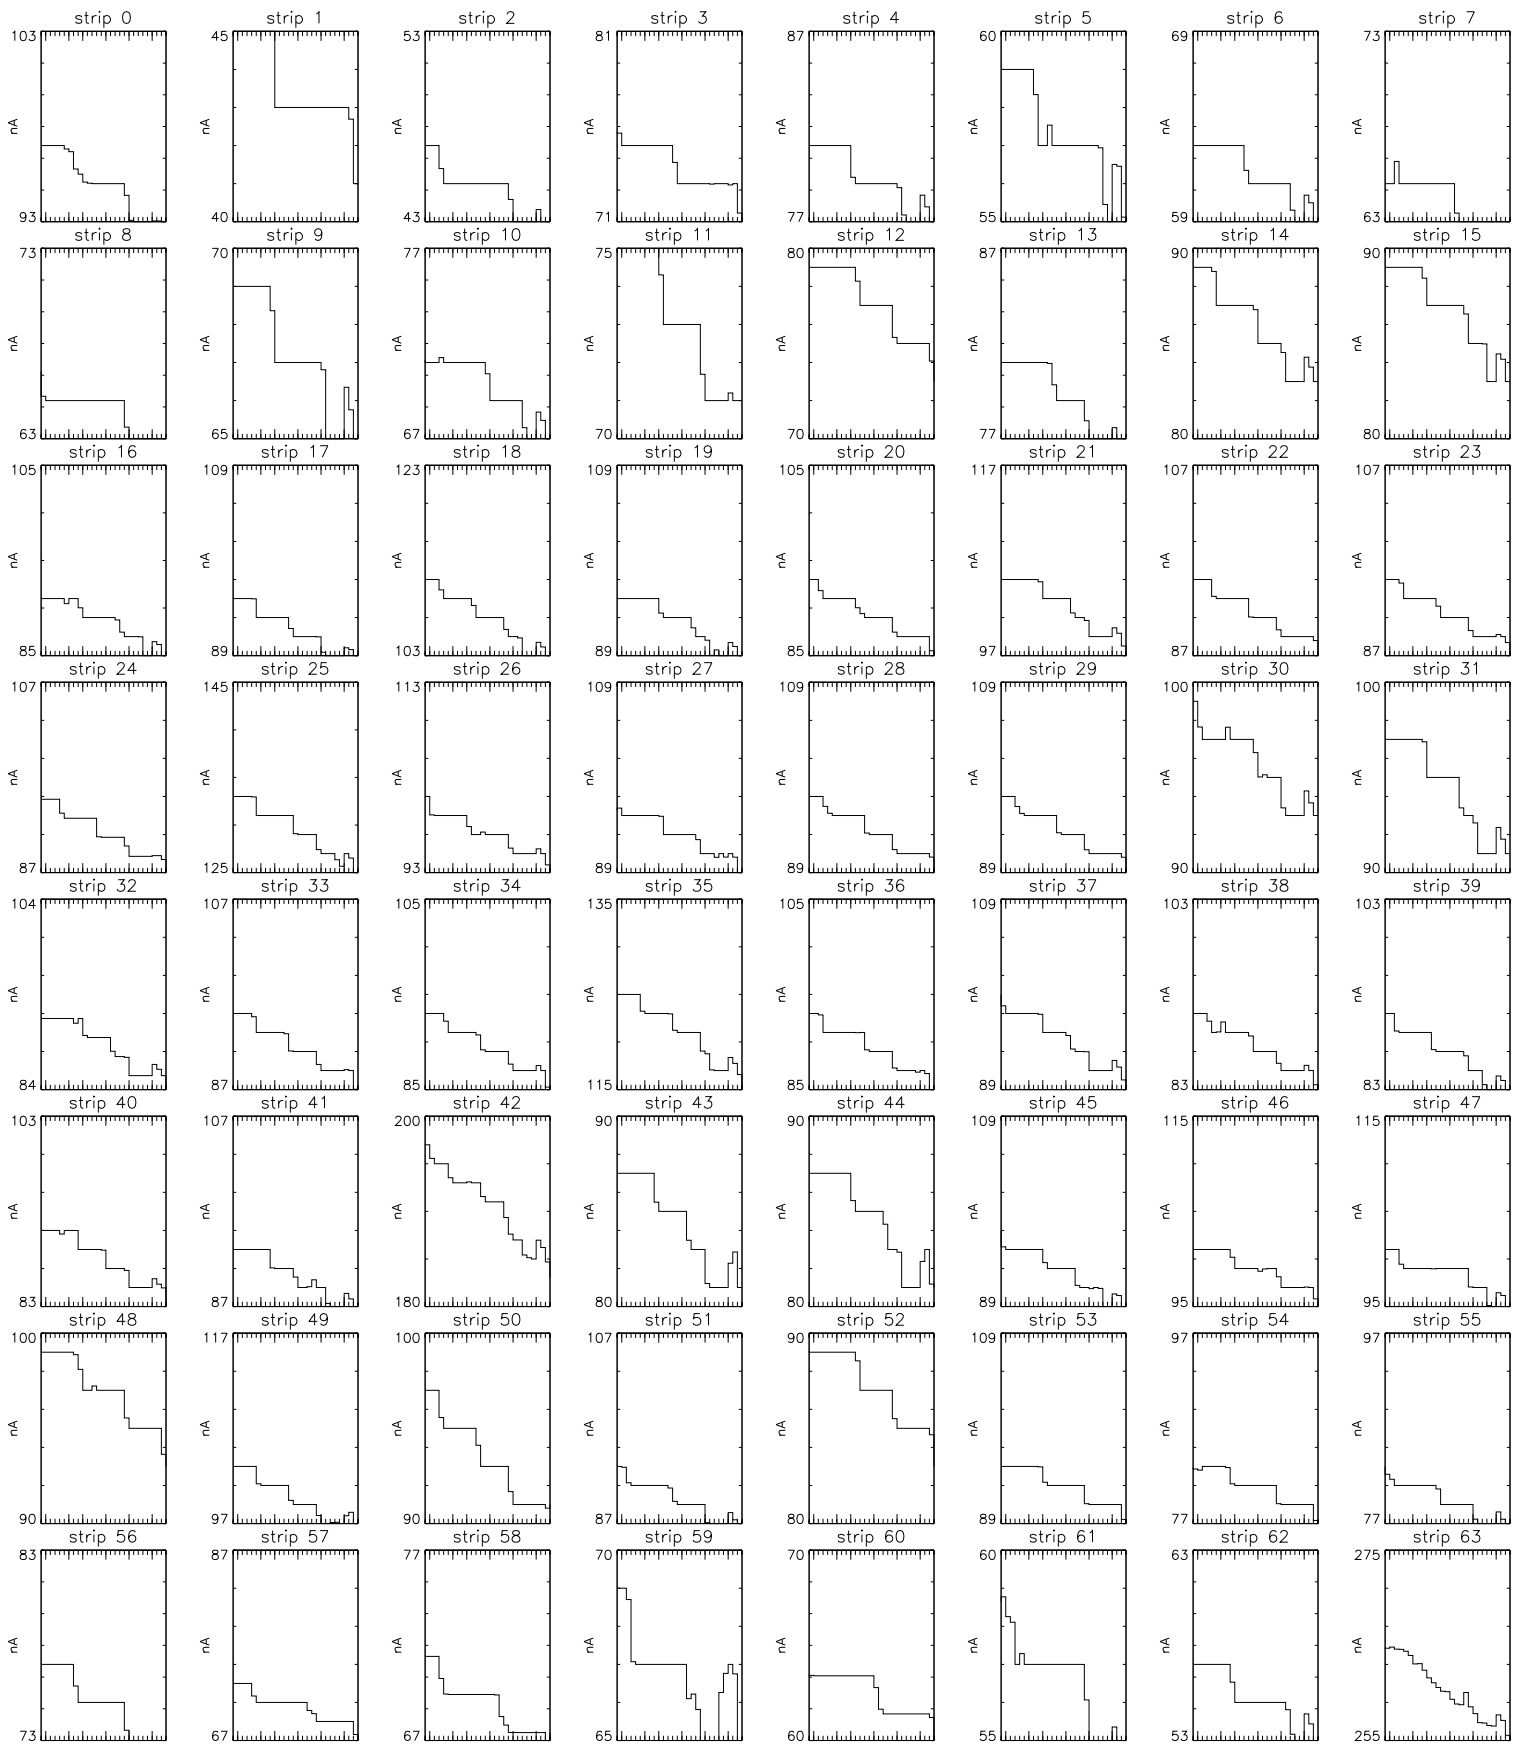 strip 0 strip 1 strip 2 strip 3 strip 4 strip 5 strip 6 strip 7
103 45 53 81 87 60 69 73
nA nA nA nA nA nA nA nA
93 40 43 71 77 55 59 63
strip 8 strip 9 strip 10 strip 11 strip 12 strip 13 strip 14 strip 15
73 70 77 75 80 87 90 90
nA nA nA nA nA nA nA nA
63 65 67 70 70 77 80 80
strip 16 strip 17 strip 18 strip 19 strip 20 strip 21 strip 22 strip 23
105 109 123 109 105 117 107 107
nA nA nA nA nA nA nA nA
85 89 103 89 85 97 87 87
strip 24 strip 25 strip 26 strip 27 strip 28 strip 29 strip 30 strip 31
107 145 113 109 109 109 100 100
nA nA nA nA nA nA nA nA
87 125 93 89 89 89 90 90
strip 32 strip 33 strip 34 strip 35 strip 36 strip 37 strip 38 strip 39
104 107 105 135 105 109 103 103
nA nA nA nA nA nA nA nA
84 87 85 115 85 89 83 83
strip 40 strip 41 strip 42 strip 43 strip 44 strip 45 strip 46 strip 47
103 107 200 90 90 109 115 115
nA nA nA nA nA nA nA nA
83 87 180 80 80 89 95 95
strip 48 strip 49 strip 50 strip 51 strip 52 strip 53 strip 54 strip 55
100 117 100 107 90 109 97 97
nA nA nA nA nA nA nA nA
90 97 90 87 80 89 77 77
strip 56 strip 57 strip 58 strip 59 strip 60 strip 61 strip 62 strip 63
83 87 77 70 70 60 63 275
nA nA nA nA nA nA nA nA
73 67 67 65 60 55 53 255